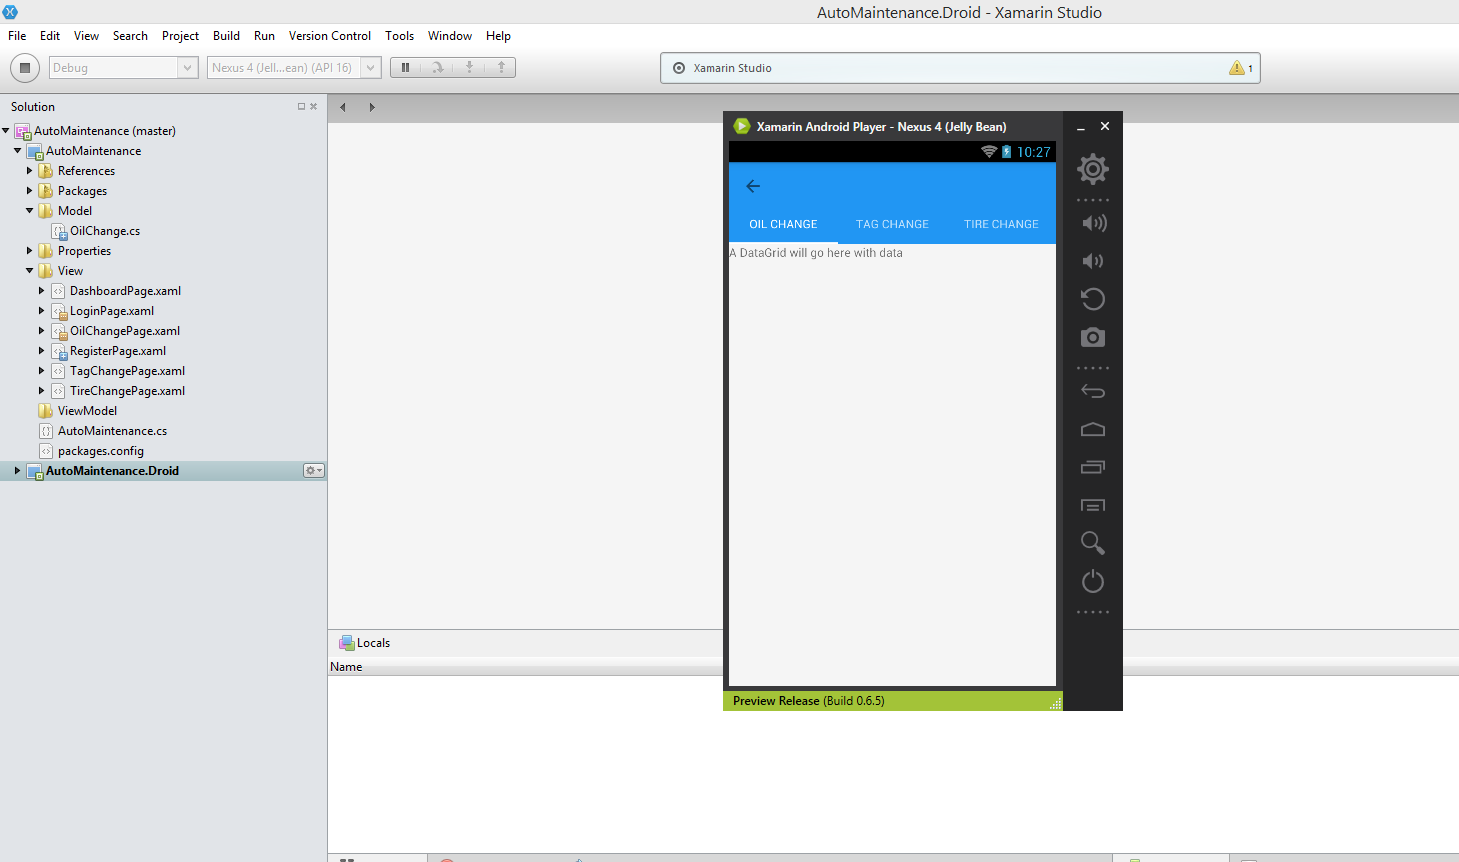 AutoMaintenance.Droid - Xamarin Studio
File Edit View Search Project Build Run Version Control Tools Window Help
Debug
Nexus 4 (Jell...ean) (API 16)
Xamarin Studio
1
Solution
AutoMaintenance (master)
AutoMaintenance
References
Packages
Model
OilChange.cs
Properties
View
DashboardPage.xaml
LoginPage.xaml
OilChangePage.xaml
RegisterPage.xaml
TagChangePage.xaml
TireChangePage.xaml
ViewModel
AutoMaintenance.cs
packages.config
AutoMaintenance.Droid
Xamarin Android Player - Nexus 4 (Jelly Bean)
10:27
OIL CHANGE TAG CHANGE TIRE CHANGE
A DataGrid will go here with data
Preview Release (Build 0.6.5)
Locals
Name